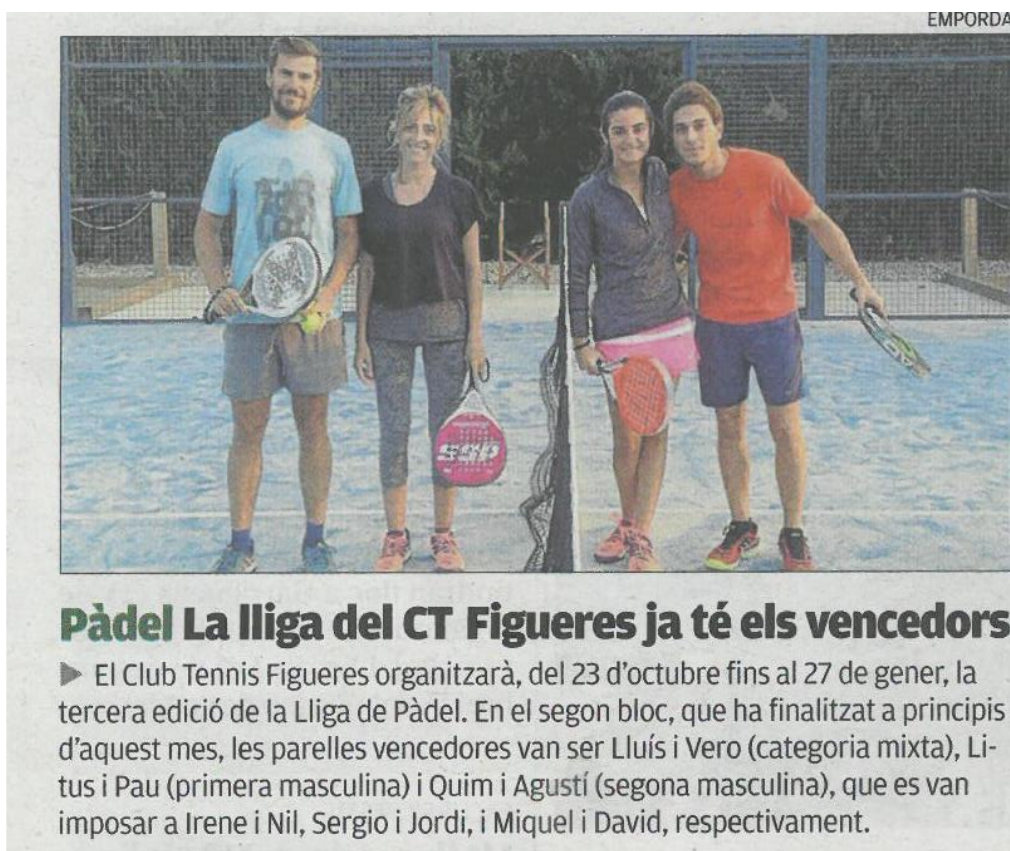 EMPORDÀ
SSP
Pàdel La lliga del CT Figueres ja té els vencedors
▶ El Club Tennis Figueres organitzarà, del 23 d’octubre fins al 27 de gener, la
tercera edició de la Lliga de Pàdel. En el segon bloc, que ha finalitzat a principis
d’aquest mes, les parelles vencedores van ser Lluís i Vero (categoria mixta), Li-
tus i Pau (primera masculina) i Quim i Agustí (segona masculina), que es van
imposar a Irene i Nil, Sergio i Jordi, i Miquel i David, respectivament.